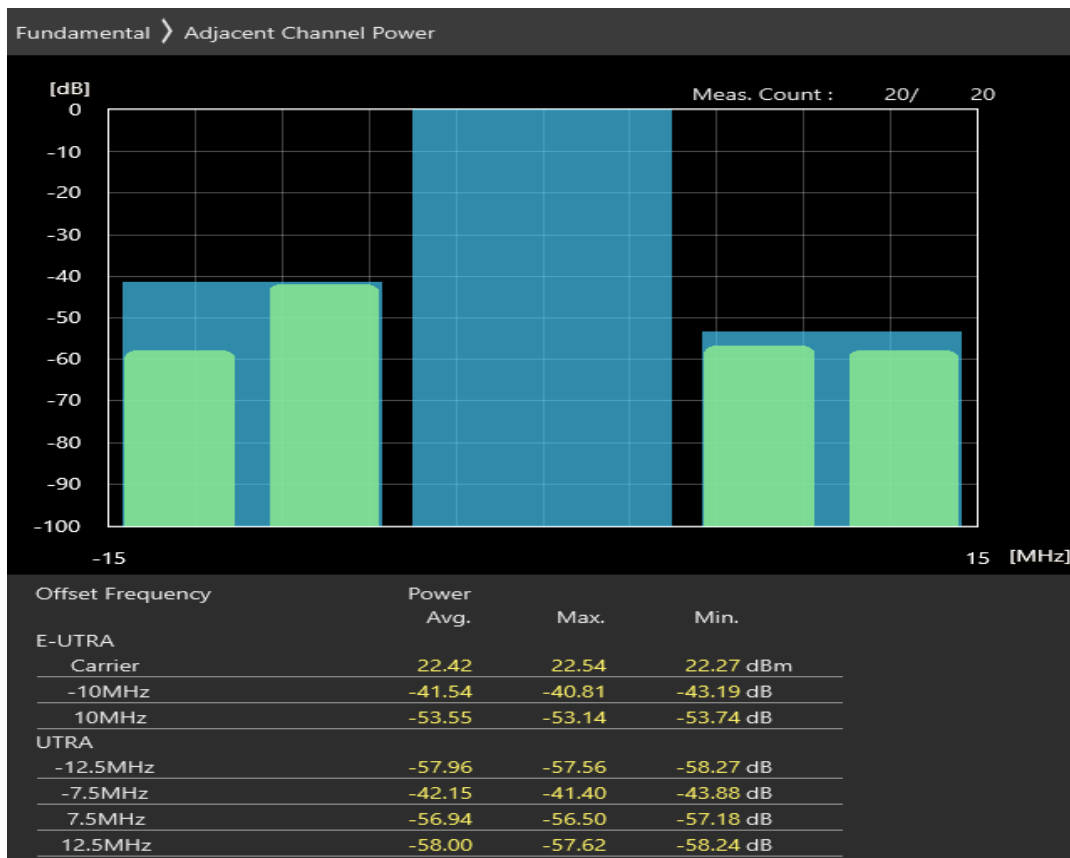 Fundamental 〉 Adjacent Channel Power
[dB]
Meas. Count : 20/ 20
0
-10
-20
-30
-40
-50
-60
-70
-80
-90
-100
-15 15 [MHz]
Offset Frequency Power
Avg. Max. Min.
E-UTRA
Carrier 22.42 22.54 22.27 dBm
-10MHz -41.54 -40.81 -43.19 dB
10MHz -53.55 -53.14 -53.74 dB
UTRA
-12.5MHz -57.96 -57.56 -58.27 dB
-7.5MHz -42.15 -41.40 -43.88 dB
7.5MHz -56.94 -56.50 -57.18 dB
12.5MHz -58.00 -57.62 -58.24 dB